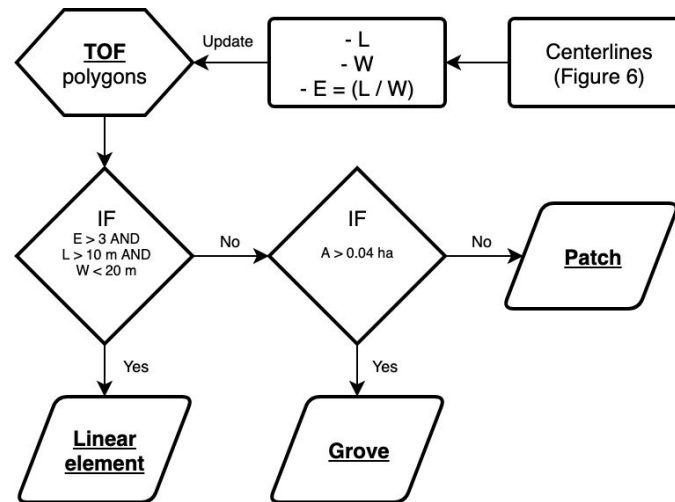 TOF
polygons
Update
- L
- W
- E = (L / W)
Centerlines
(Figure 6)
IF
E > 3 AND
L > 10 m AND
W < 20 m
No
IF
A > 0.04 ha
No
Patch
Yes
Yes
Linear
element
Grove